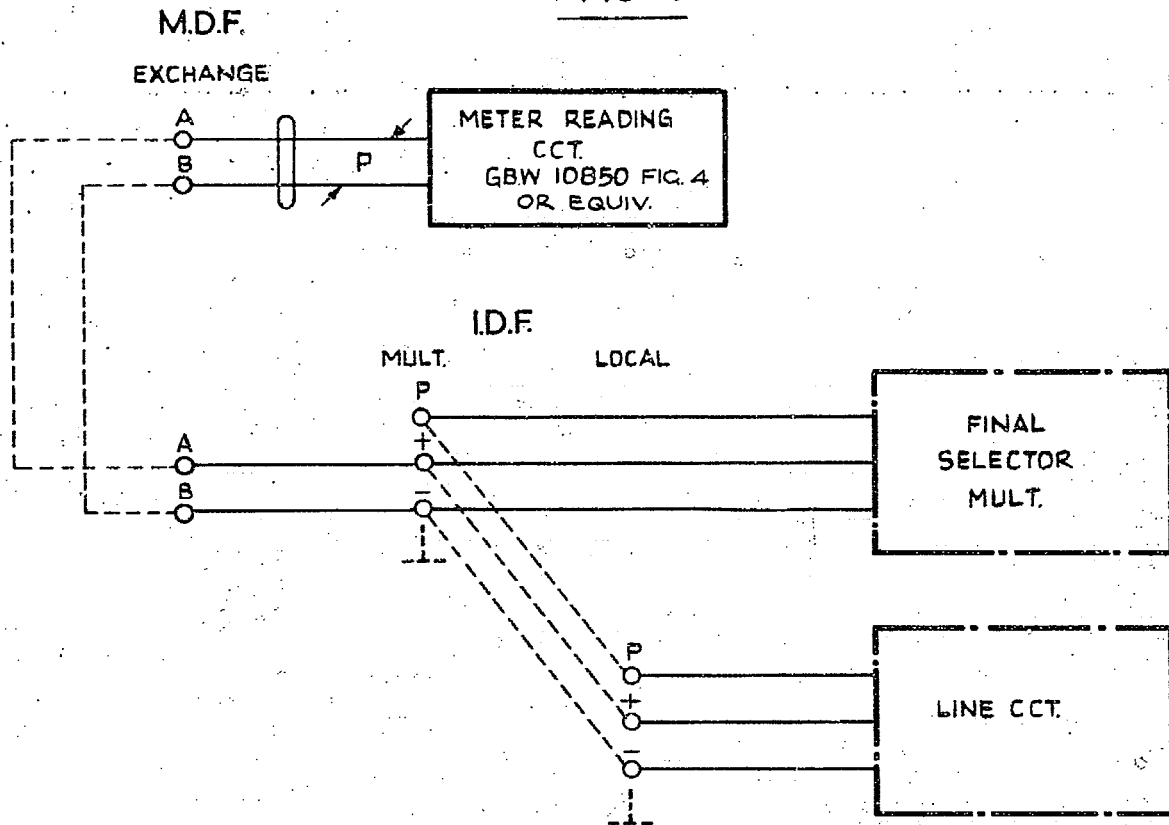 M.D.F.
EXCHANGE
A
B
P
METER READING
CCT.
GBW 10850 FIG. 4
OR EQUIV.
I.D.F.
MULT.
LOCAL
P
+
−
A
B
FINAL
SELECTOR
MULT.
P
+
−
LINE CCT.